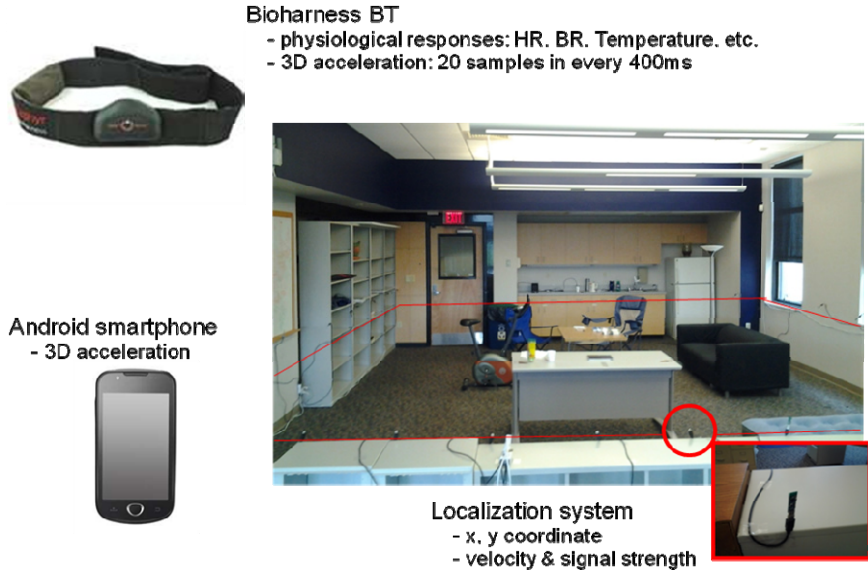 Bioharness BT
- physiological responses: HR. BR. Temperature. etc.
- 3D acceleration: 20 samples in every 400ms
EXIT
Android smartphone
- 3D acceleration
Localization system
- x, y coordinate
- velocity & signal strength